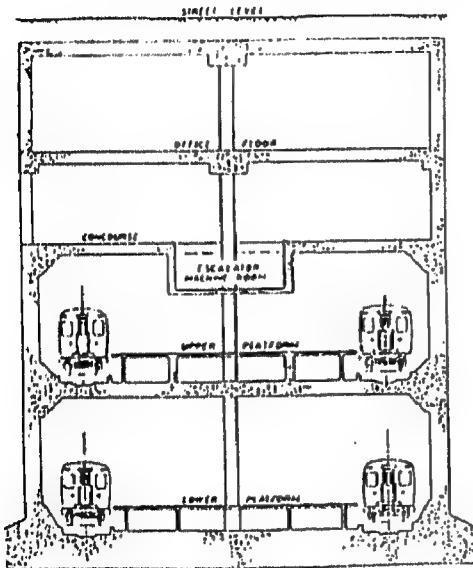 STREET LEVEL
OFFICE FLOOR
CONCOURSE
ESCALATOR
MACHINE ROOM
UPPER PLATFORM
LOWER PLATFORM